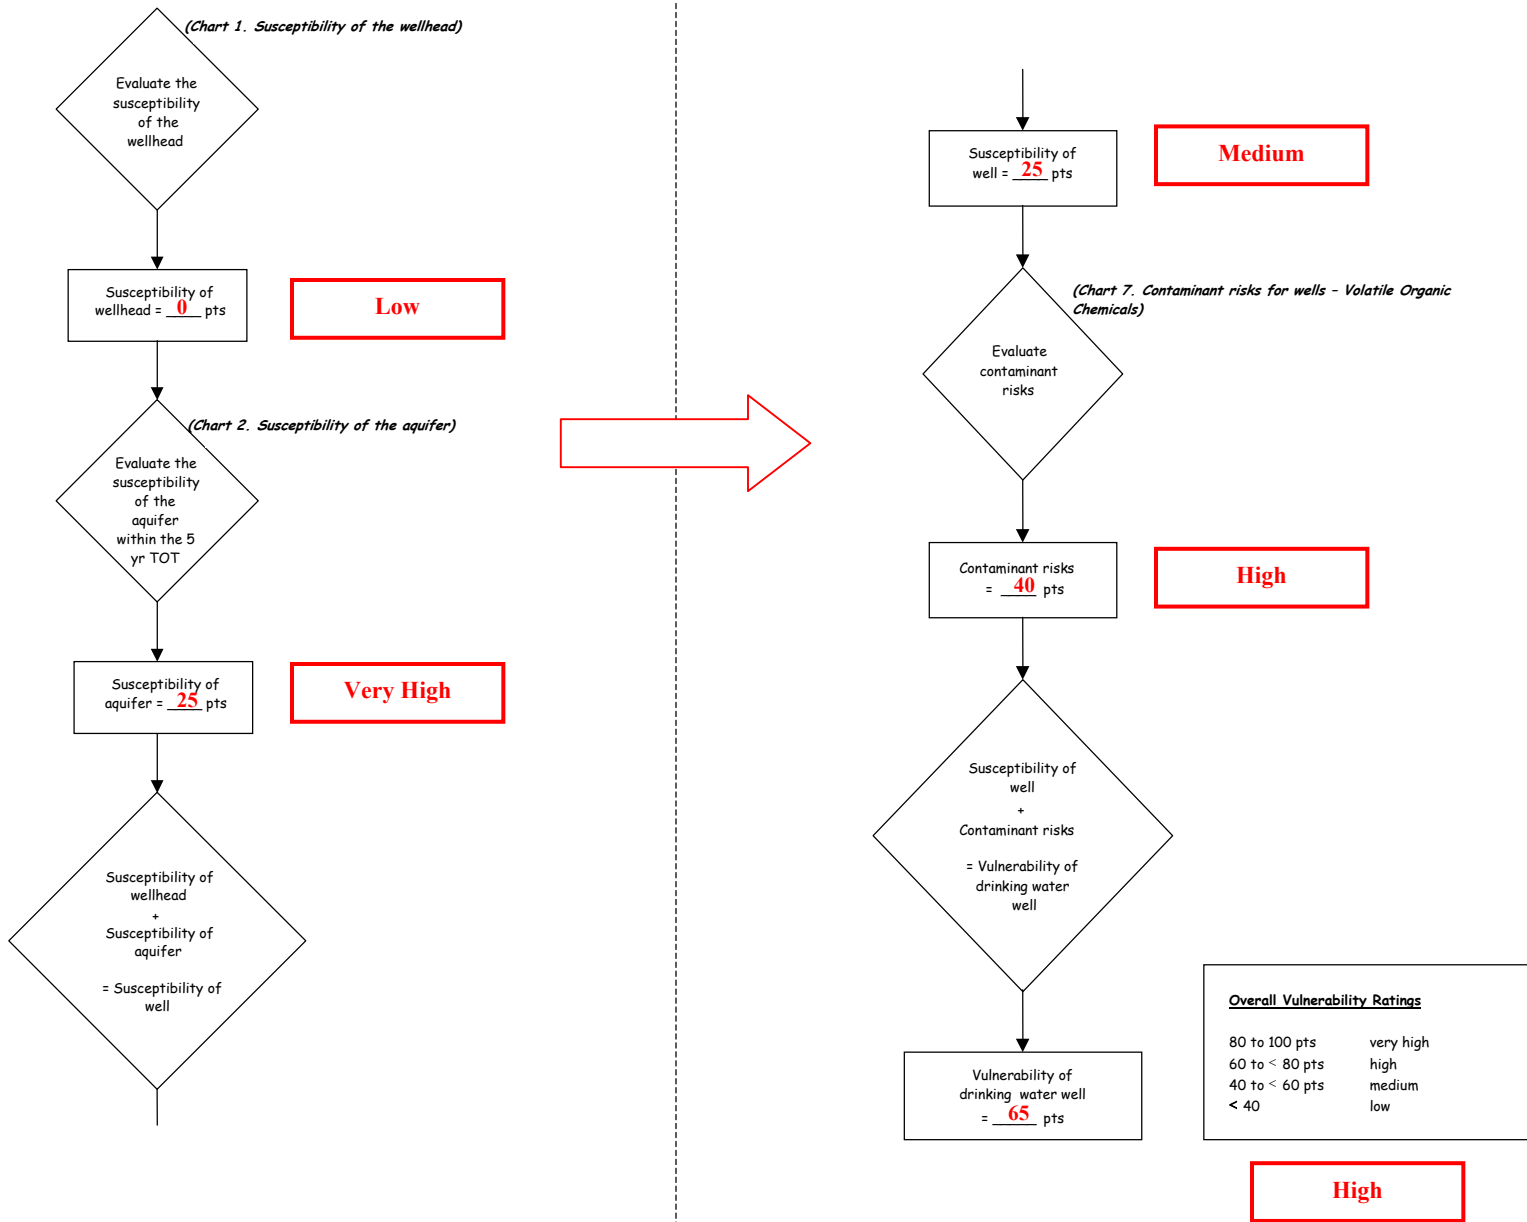 (Chart 1. Susceptibility of the wellhead)
Evaluate the
susceptibility
of the
wellhead
Susceptibility of
wellhead = 0 pts
Low
(Chart 2. Susceptibility of the aquifer)
Evaluate the
susceptibility
of the
aquifer
within the 5
yr TOT
Susceptibility of
aquifer = 25 pts
Very High
Susceptibility of
wellhead
+
Susceptibility of
aquifer
= Susceptibility of
well
Susceptibility of
well = 25 pts
Medium
(Chart 7. Contaminant risks for wells – Volatile Organic
Chemicals)
Evaluate
contaminant
risks
Contaminant risks
= 40 pts
High
Susceptibility of
well
+
Contaminant risks
= Vulnerability of
drinking water
well
Vulnerability of
drinking water well
= 65 pts
Overall Vulnerability Ratings
80 to 100 pts very high
60 to < 80 pts high
40 to < 60 pts medium
< 40 low
High